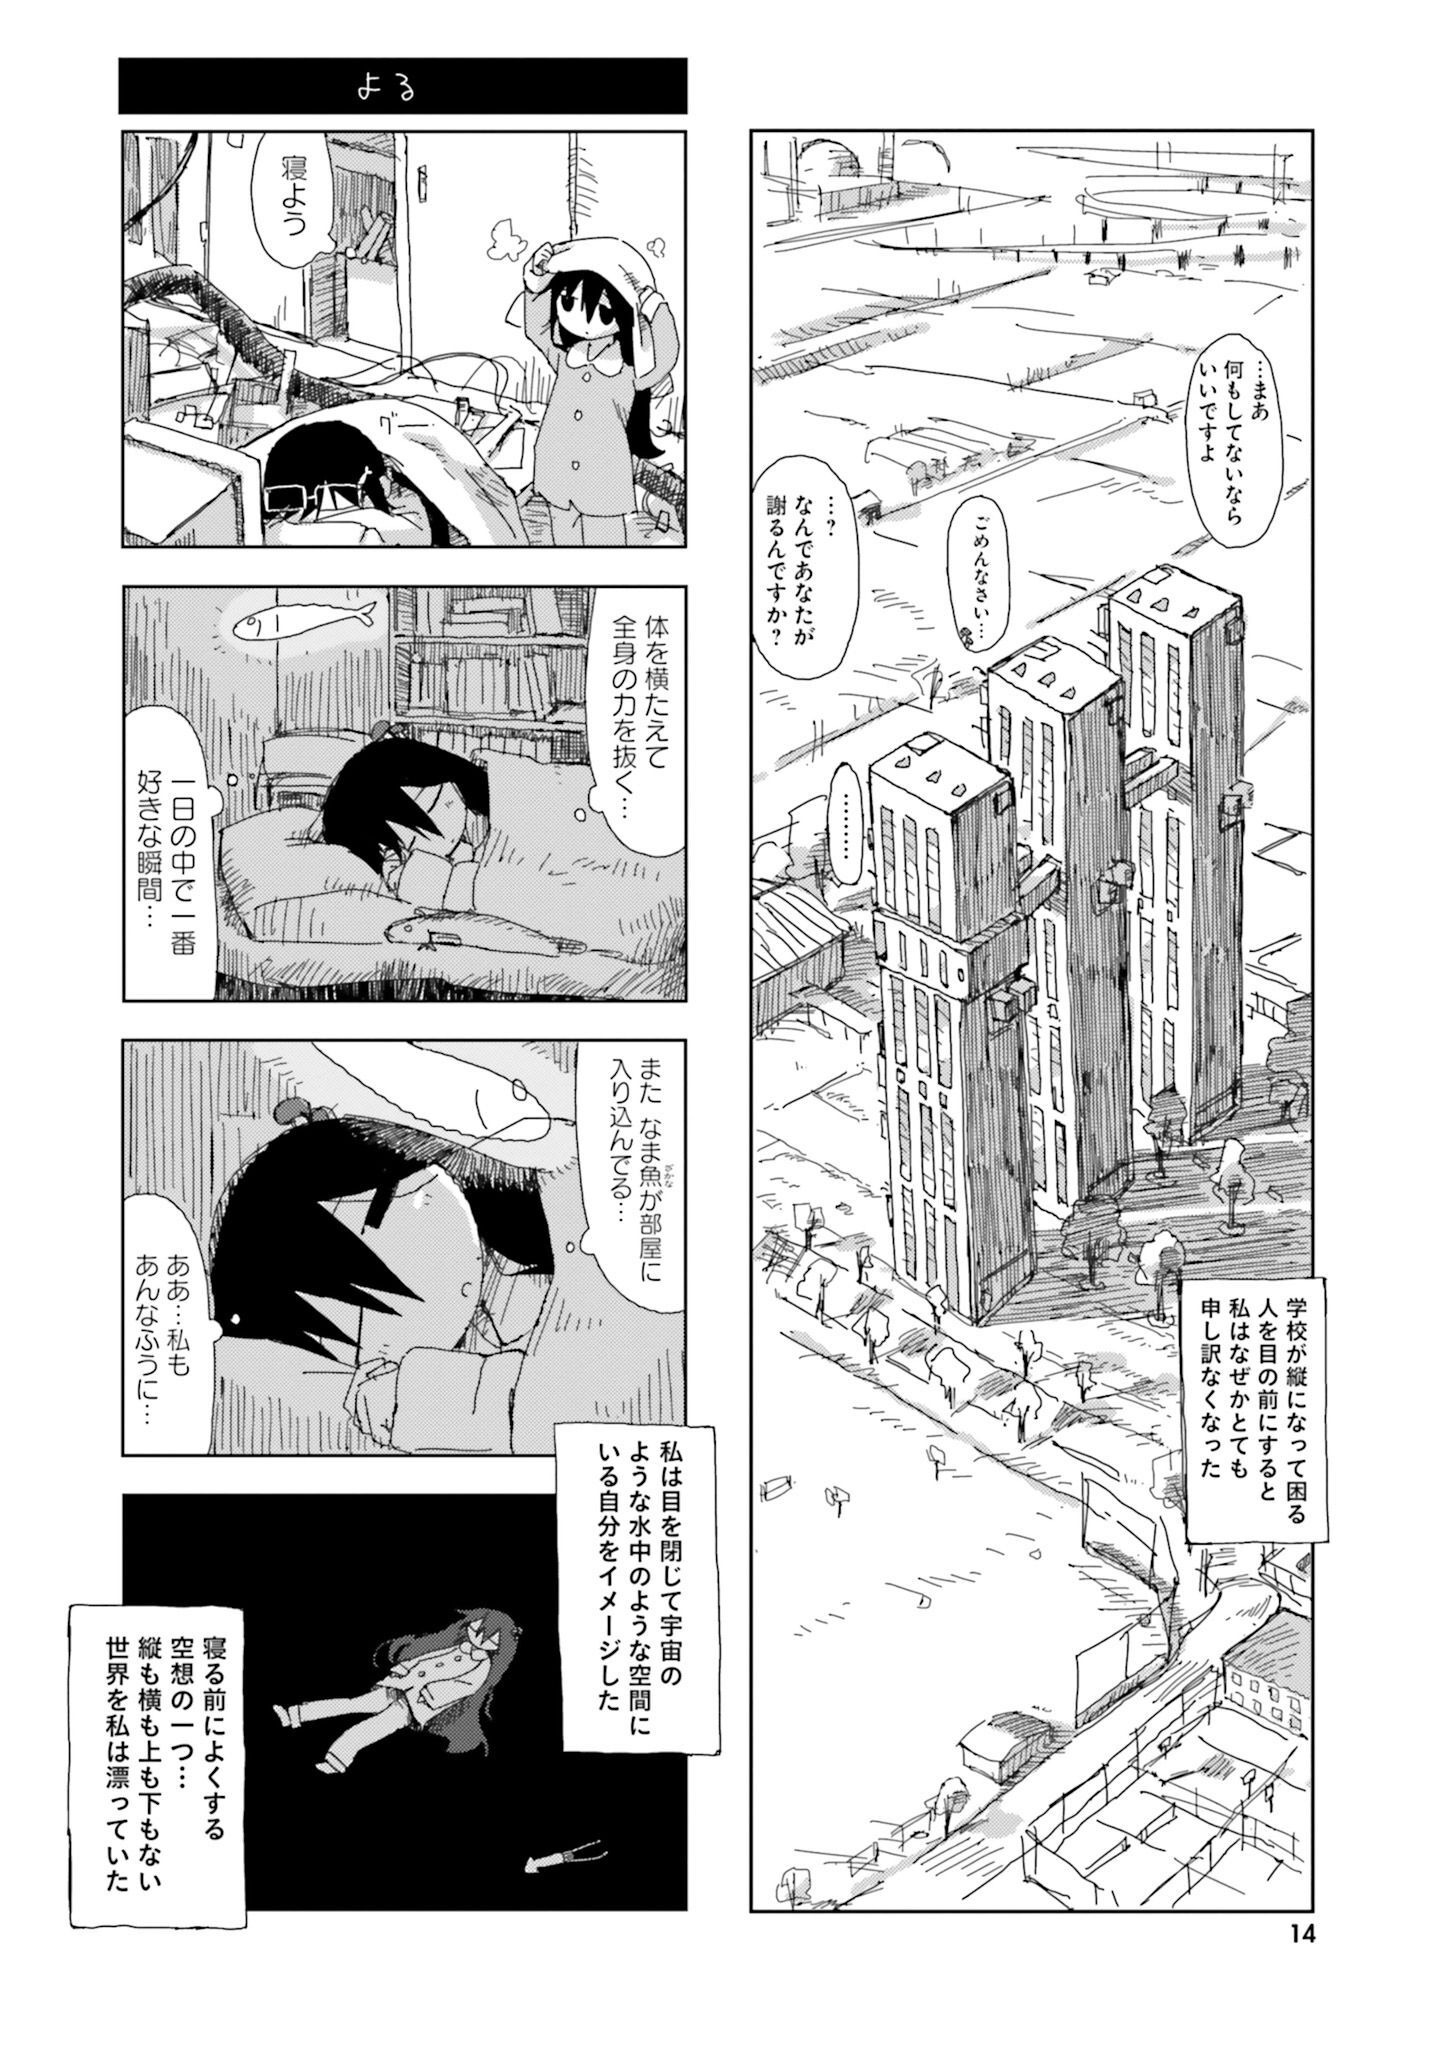 …まあ
何もしてないなら
いいですよ
ごめんなさい…
…?
なんであなたが
謝るんですか?
………
学校が縦になって困る
人を目の前にすると
私はなぜかとても
申し訳なくなった
14
よる
寝よう
グー
体を横たえて
全身の力を抜く…
一日の中で一番
好きな瞬間…
また なま魚が部屋に
ざかな
入り込んでる…
ああ…私も
あんなふうに…
私は目を閉じて宇宙の
ような水中のような空間に
いる自分をイメージした
寝る前によくする
空想の一つ…
縦も横も上も下もない
世界を私は漂っていた